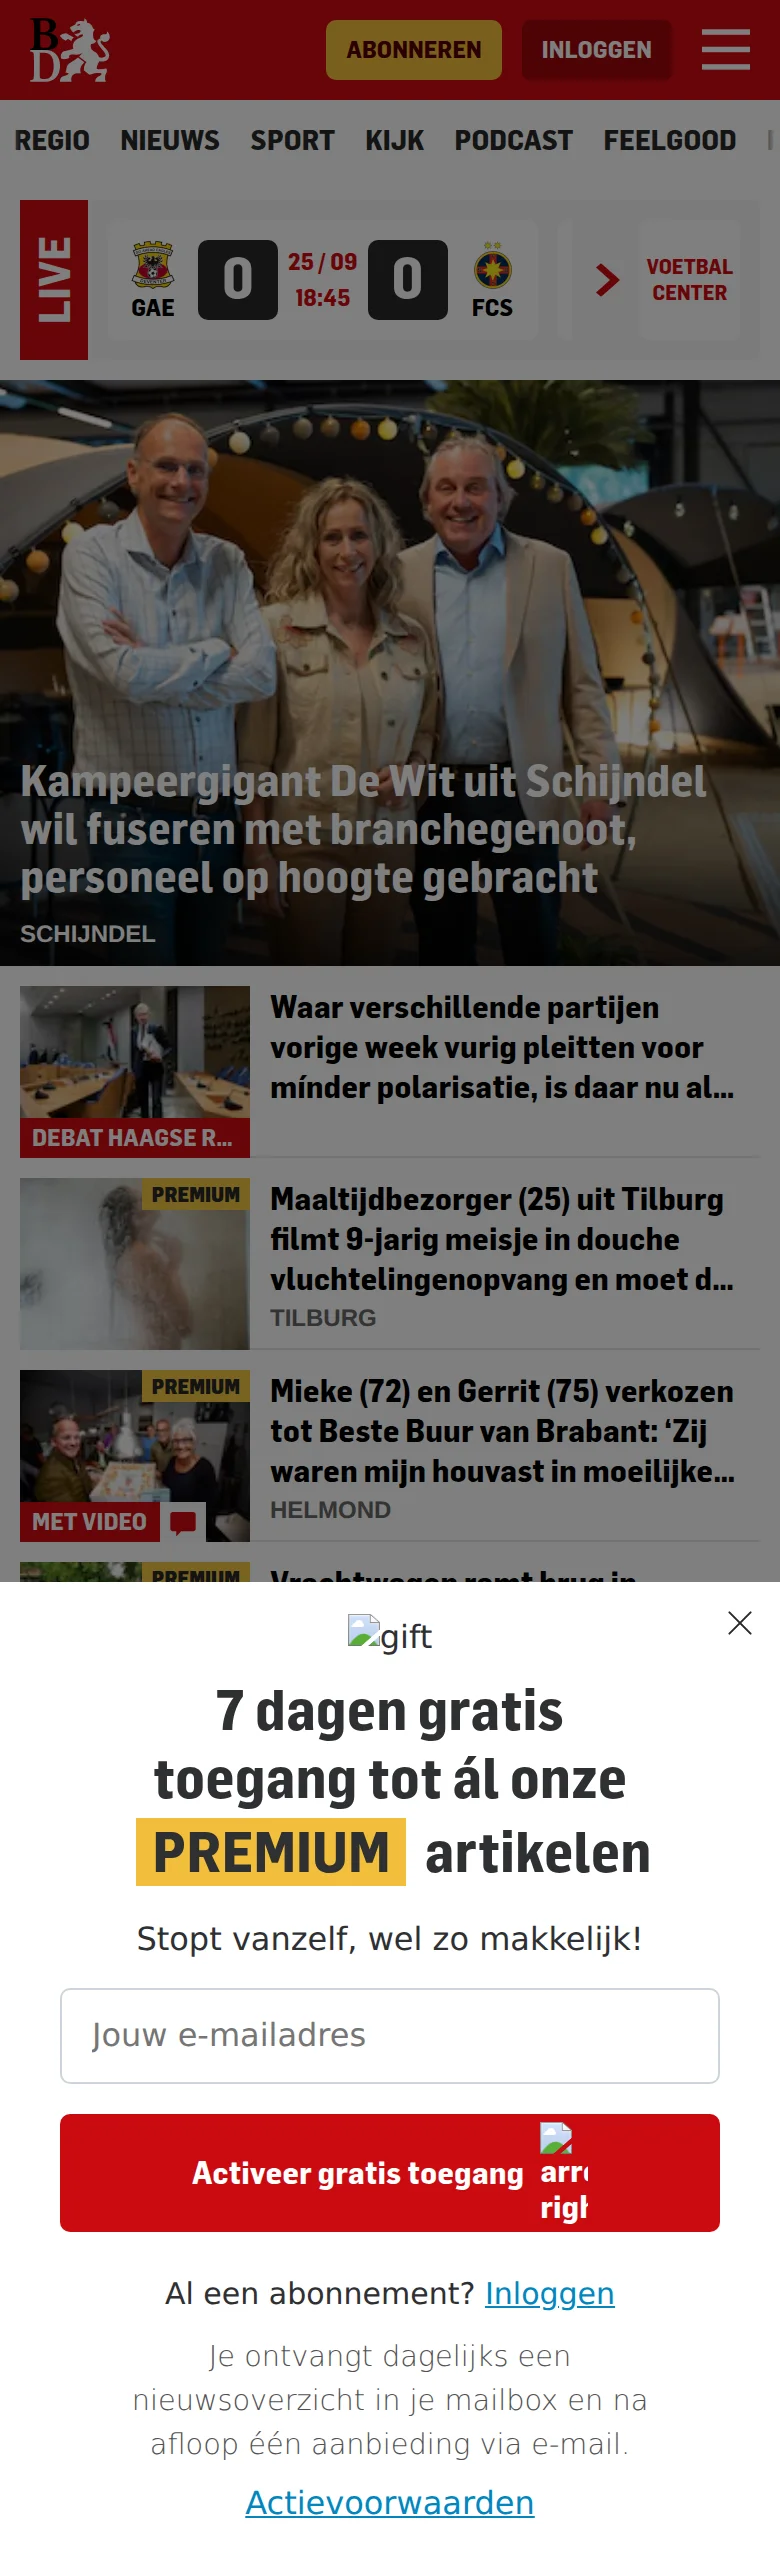 BD
ABONNEREN
INLOGGEN
REGIO NIEUWS SPORT KIJK PODCAST FEELGOOD
LIVE
GAE
0
25 / 09
18:45
0
FCS
VOETBAL
CENTER
Kampeergigant De Wit uit Schijndel
wil fuseren met branchegenoot,
personeel op hoogte gebracht
SCHIJNDEL
Waar verschillende partijen
vorige week vurig pleitten voor
mínder polarisatie, is daar nu al...
DEBAT HAAGSE R...
PREMIUM
Maaltijdbezorger (25) uit Tilburg
filmt 9-jarig meisje in douche
vluchtelingenopvang en moet d...
TILBURG
PREMIUM
Mieke (72) en Gerrit (75) verkozen
tot Beste Buur van Brabant: ‘Zij
waren mijn houvast in moeilijke...
HELMOND
MET VIDEO
PREMIUM
Vrachtwagen ramt brug in
gift
7 dagen gratis
toegang tot ál onze
PREMIUM artikelen
Stopt vanzelf, wel zo makkelijk!
Jouw e-mailadres
Activeer gratis toegang
arro
righ
Al een abonnement? Inloggen
Je ontvangt dagelijks een
nieuwsoverzicht in je mailbox en na
afloop één aanbieding via e-mail.
Actievoorwaarden